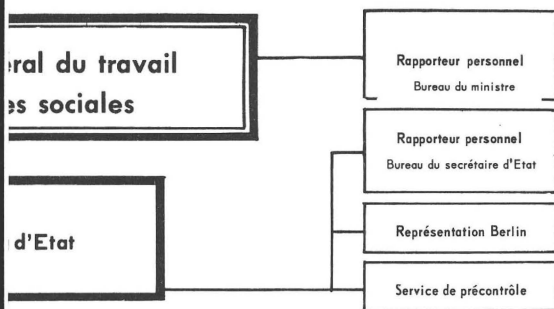 éral du travail
es sociales
Rapporteur personnel
Bureau du ministre
Rapporteur personnel
Bureau du secrétaire d'Etat
d'Etat
Représentation Berlin
Service de précontrôle